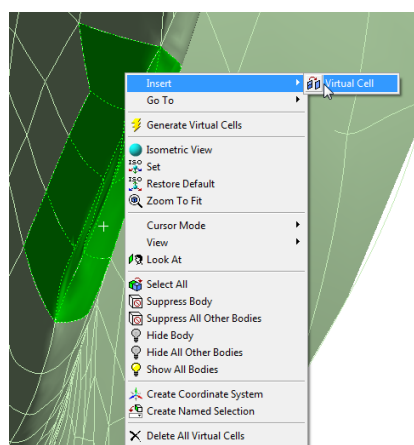 Insert
Virtual Cell
Go To
Generate Virtual Cells
Isometric View
ISO Set
ISO Restore Default
Zoom To Fit
Cursor Mode
View
Look At
Select All
Suppress Body
Suppress All Other Bodies
Hide Body
Hide All Other Bodies
Show All Bodies
Create Coordinate System
Create Named Selection
Delete All Virtual Cells